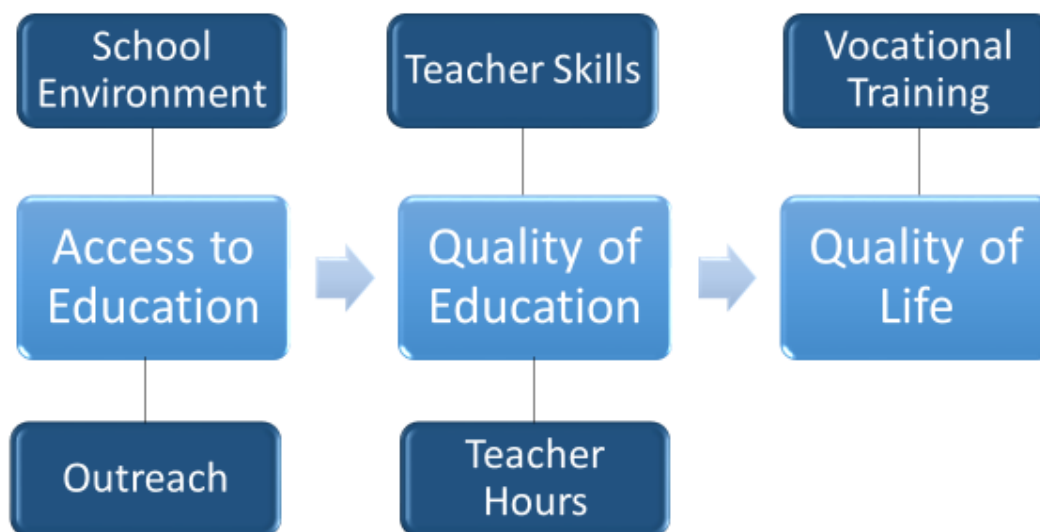 School
Environment
Teacher Skills
Vocational
Training
Access to
Education
Quality of
Education
Quality of
Life
Outreach
Teacher
Hours